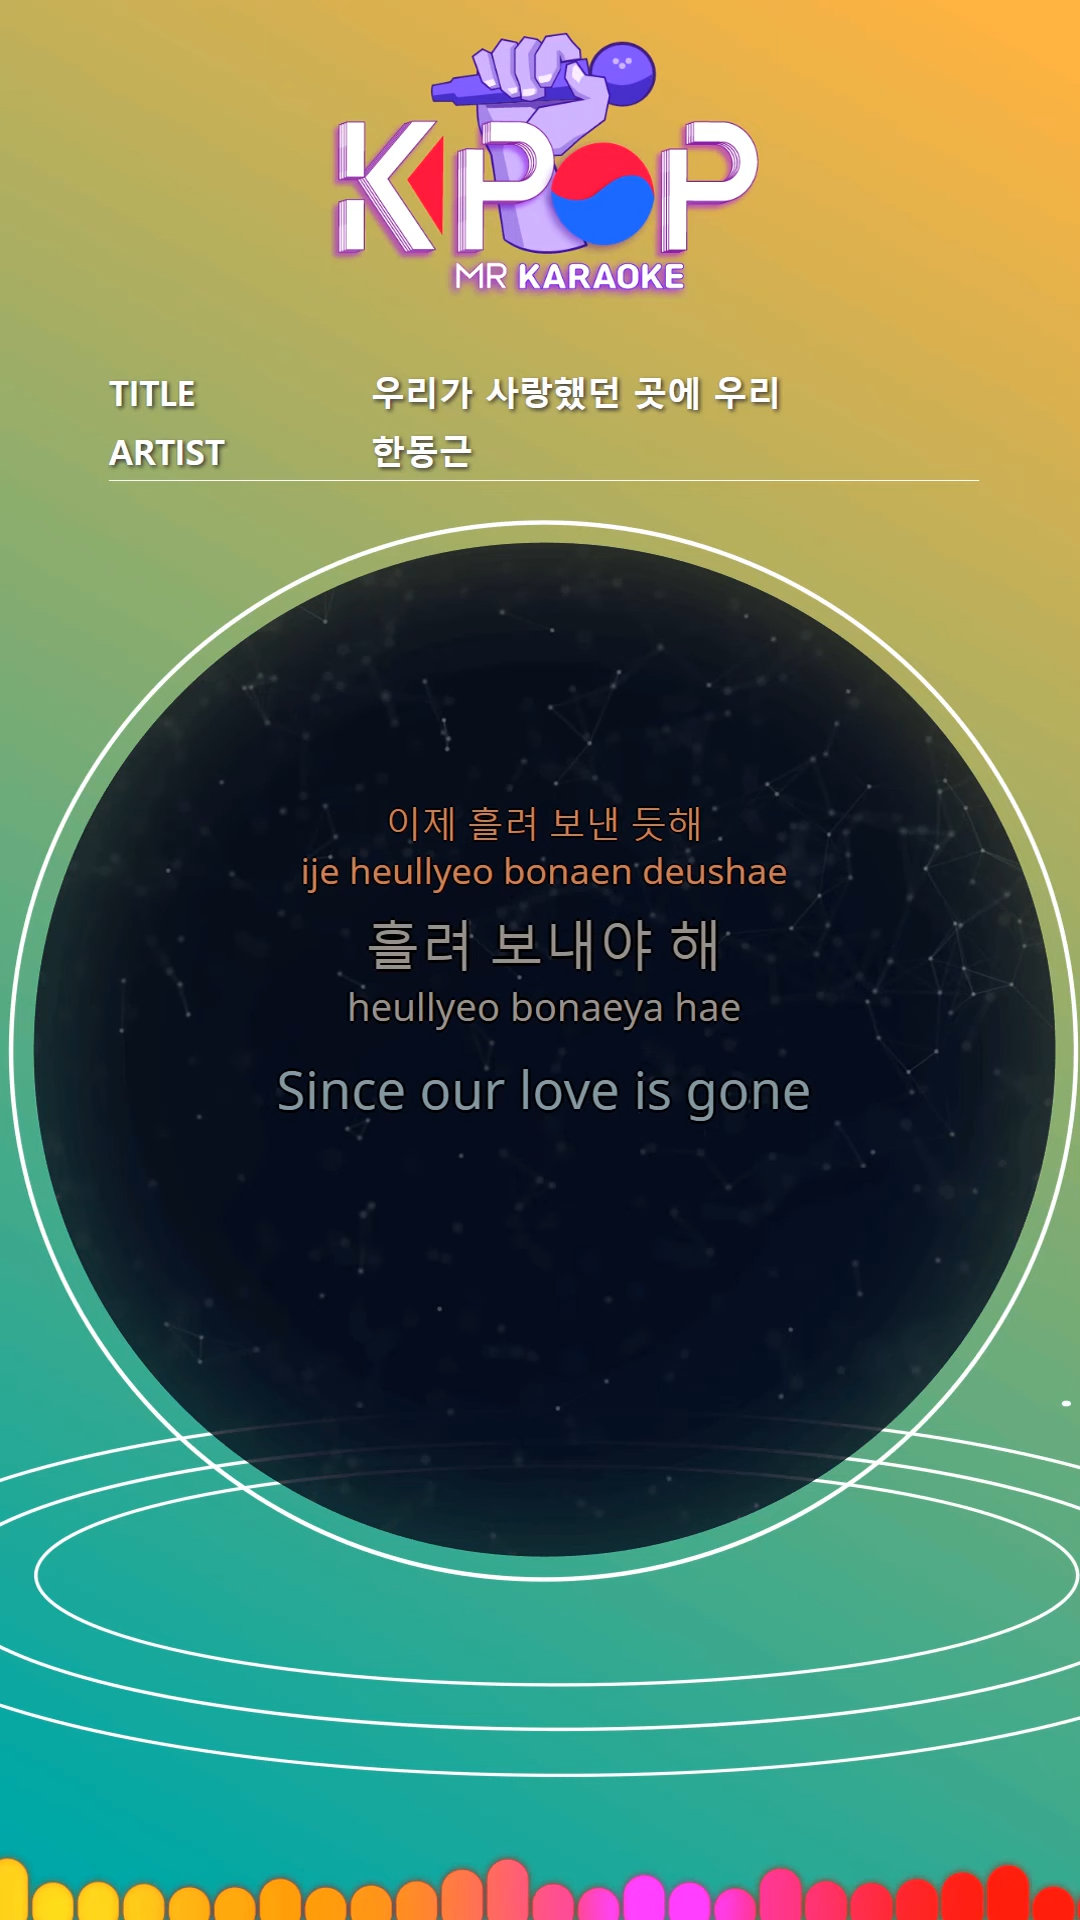 KPOP
MR KARAOKE
TITLE 우리가 사랑했던 곳에 우리
ARTIST 한동근
이제 흘려 보낸 듯해
ije heullyeo bonaen deushae
흘려 보내야 해
heullyeo bonaeya hae
Since our love is gone